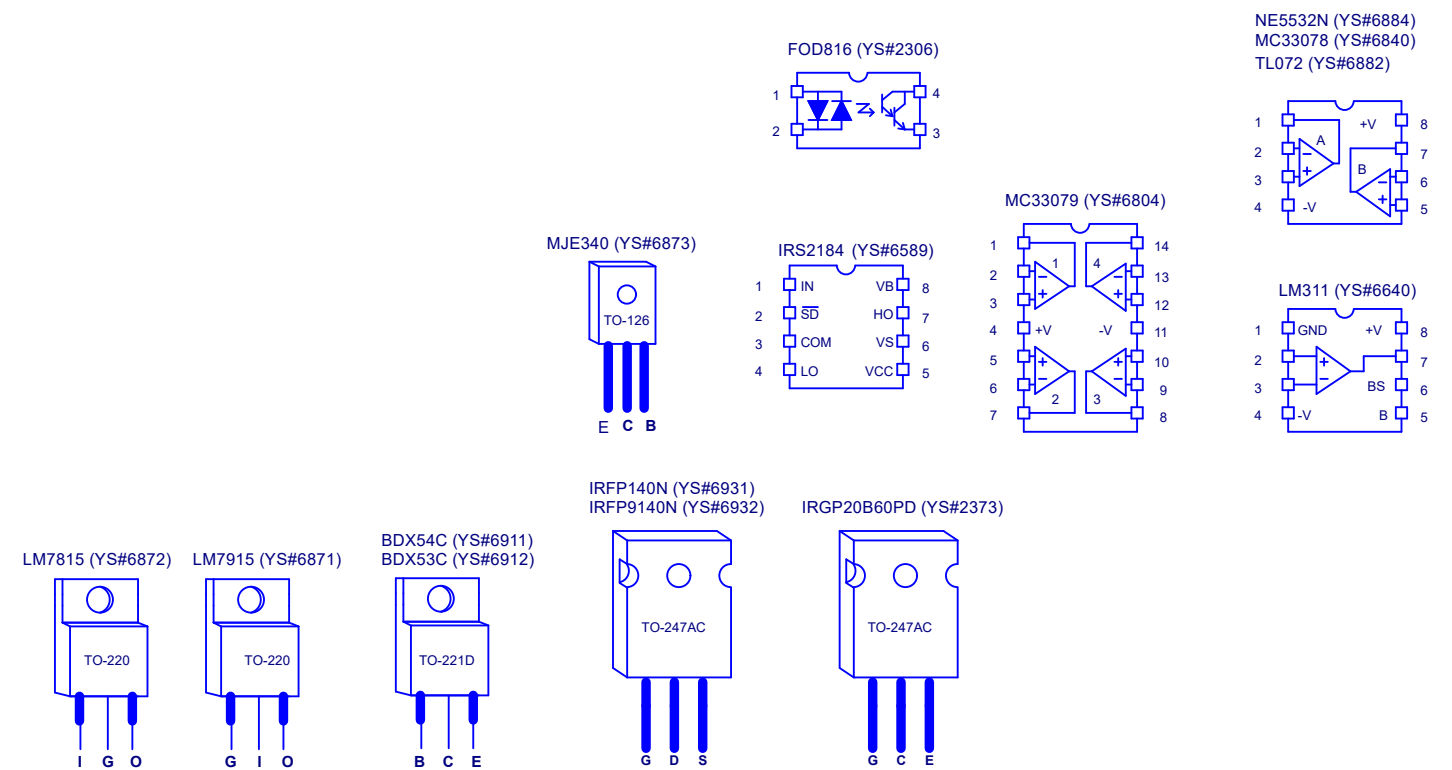 NE5532N (YS#6884)
MC33078 (YS#6840)
TL072 (YS#6882)
1
2
3
4
A
+V
B
-V
8
7
6
5
FOD816 (YS#2306)
1
2
4
3
MC33079 (YS#6804)
1
2
3
4
5
6
7
1
4
+V
-V
2
3
14
13
12
11
10
9
8
MJE340 (YS#6873)
TO-126
E C B
IRS2184 (YS#6589)
1 IN VB 8
2 SD HO 7
3 COM VS 6
4 LO VCC 5
LM311 (YS#6640)
1 GND +V 8
2 + 7
3 − BS 6
4 -V B 5
LM7815 (YS#6872)
TO-220
I G O
LM7915 (YS#6871)
TO-220
G I O
BDX54C (YS#6911)
BDX53C (YS#6912)
TO-221D
B C E
IRFP140N (YS#6931)
IRFP9140N (YS#6932)
TO-247AC
G D S
IRGP20B60PD (YS#2373)
TO-247AC
G C E